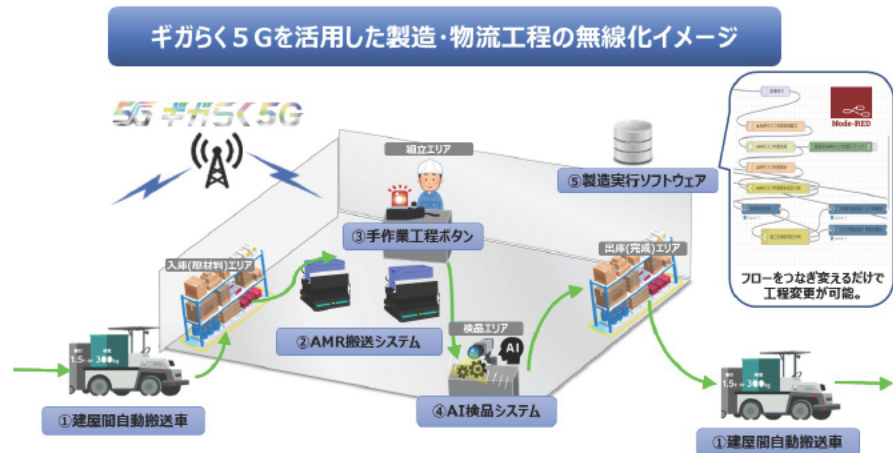 ギガらく5Gを活用した製造・物流工程の無線化イメージ
5G ギガらく5G
組立エリア
⑤製造実行ソフトウェア
Node-RED
③手作業工程ボタン
入庫(原材料)エリア
出庫(完成)エリア
フローをつなぎ変えるだけで
工程変更が可能。
②AMR搬送システム
検品エリア
AI
1.5
300kg
①建屋間自動搬送車
④AI検品システム
1.5
300kg
①建屋間自動搬送車